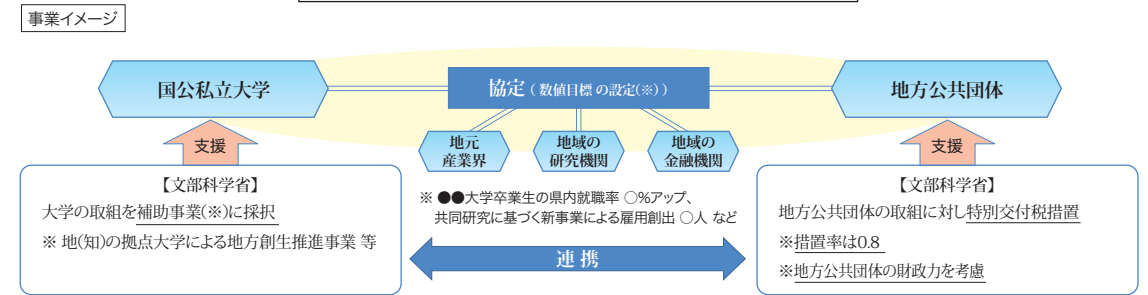 事業イメージ
国公私立大学
協定（数値目標の設定(※)）
地方公共団体
地元
産業界
地域の
研究機関
地域の
金融機関
支援
支援
【文部科学省】
大学の取組を補助事業(※)に採択
※ 地(知)の拠点大学による地方創生推進事業 等
※ ●●大学卒業生の県内就職率 ○%アップ、
共同研究に基づく新事業による雇用創出 ○人 など
連 携
【文部科学省】
地方公共団体の取組に対し特別交付税措置
※措置率は0.8
※地方公共団体の財政力を考慮